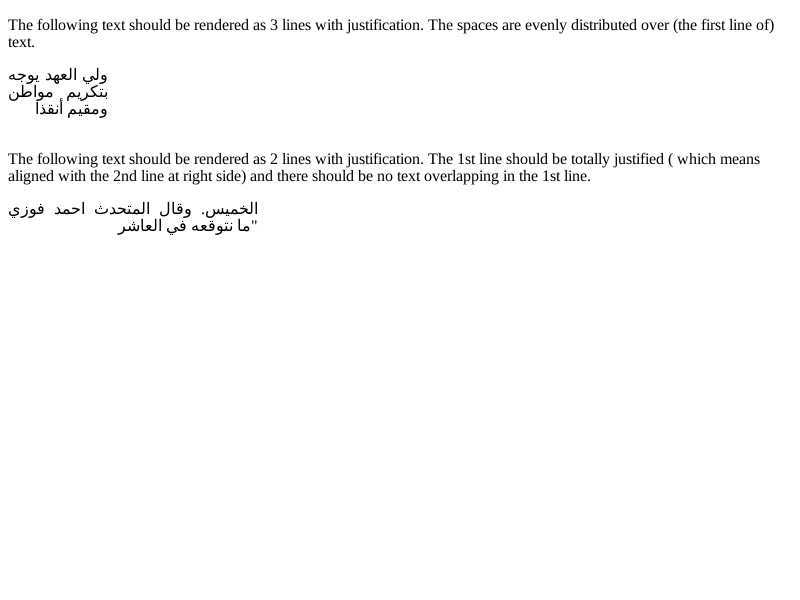 The following text should be rendered as 3 lines with justification. The spaces are evenly distributed over (the first line of)
text.
ولي العهد يوجه
بتكريم مواطن
ومقيم أنقذا
The following text should be rendered as 2 lines with justification. The 1st line should be totally justified ( which means
aligned with the 2nd line at right side) and there should be no text overlapping in the 1st line.
الخميس. وقال المتحدث احمد فوزي
"ما نتوقعه في العاشر